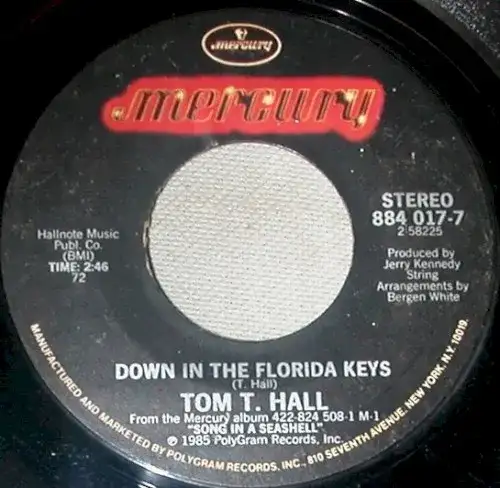 mercury
mercury
STEREO
884 017-7
2 58225
Hallnote Music
Publ. Co.
(BMI)
TIME: 2:46
72
Produced by
Jerry Kennedy
String
Arrangements by
Bergen White
DOWN IN THE FLORIDA KEYS
(T. Hall)
TOM T. HALL
From the Mercury album 422-824 508-1 M-1
"SONG IN A SEASHELL"
℗ 1985 PolyGram Records, Inc.
MANUFACTURED AND MARKETED BY POLYGRAM RECORDS, INC., 810 SEVENTH AVENUE, NEW YORK, N.Y. 10019.